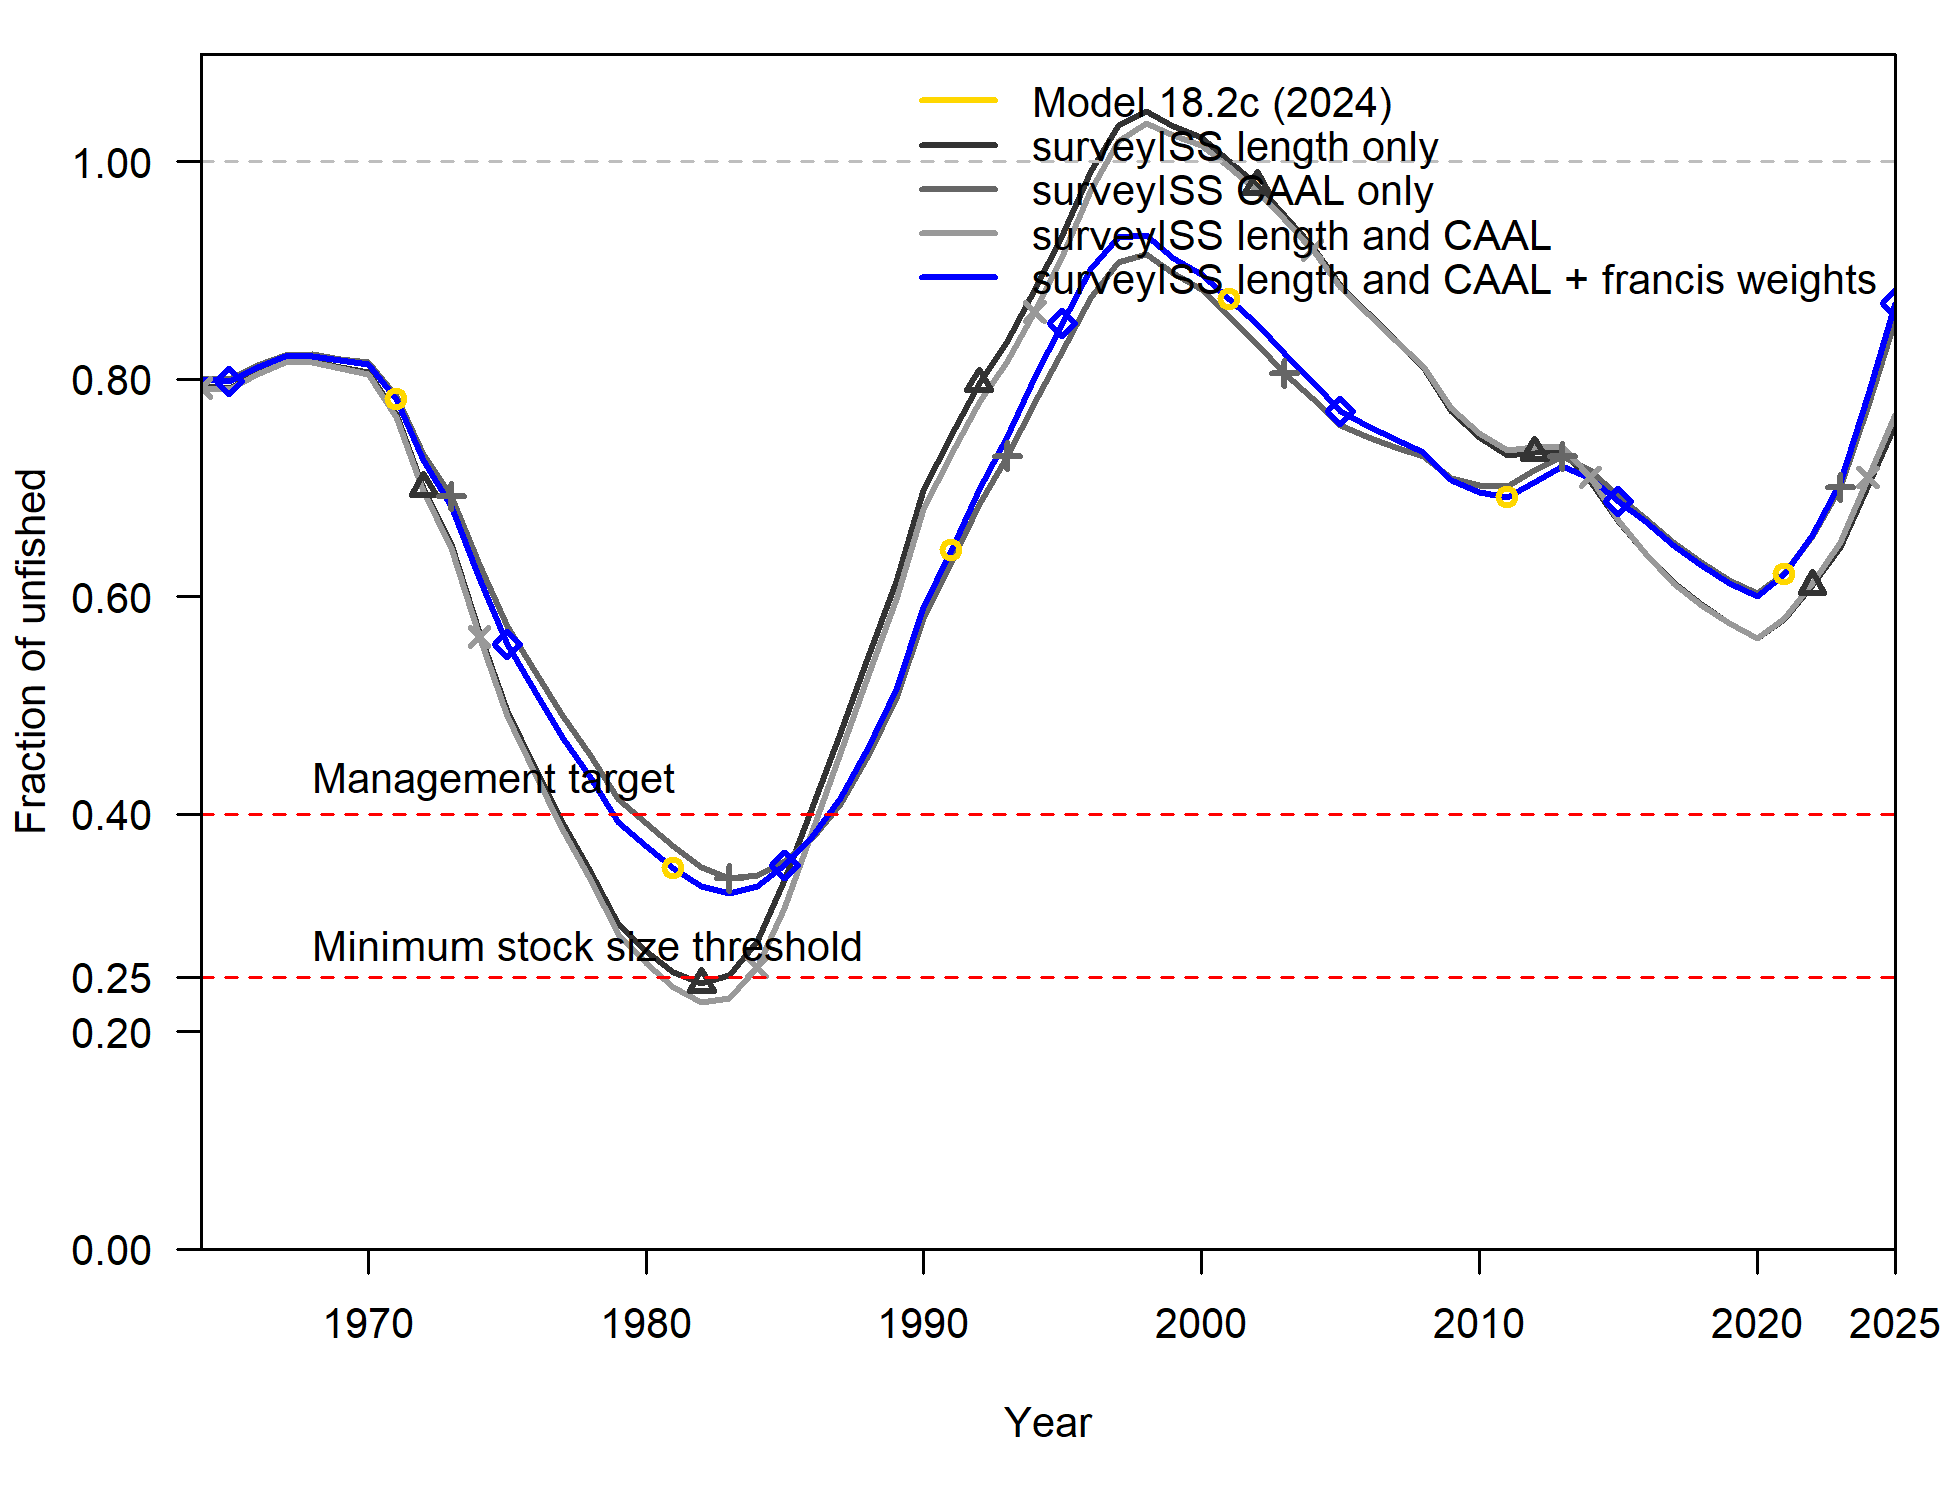 Model 18.2c (2024)
surveyISS length only
surveyISS CAAL only
surveyISS length and CAAL
surveyISS length and CAAL + francis weights
Fraction of unfished
1.00
0.80
0.60
0.40
0.25
0.20
0.00
Management target
Minimum stock size threshold
1970
1980
1990
2000
2010
2020
2025
Year